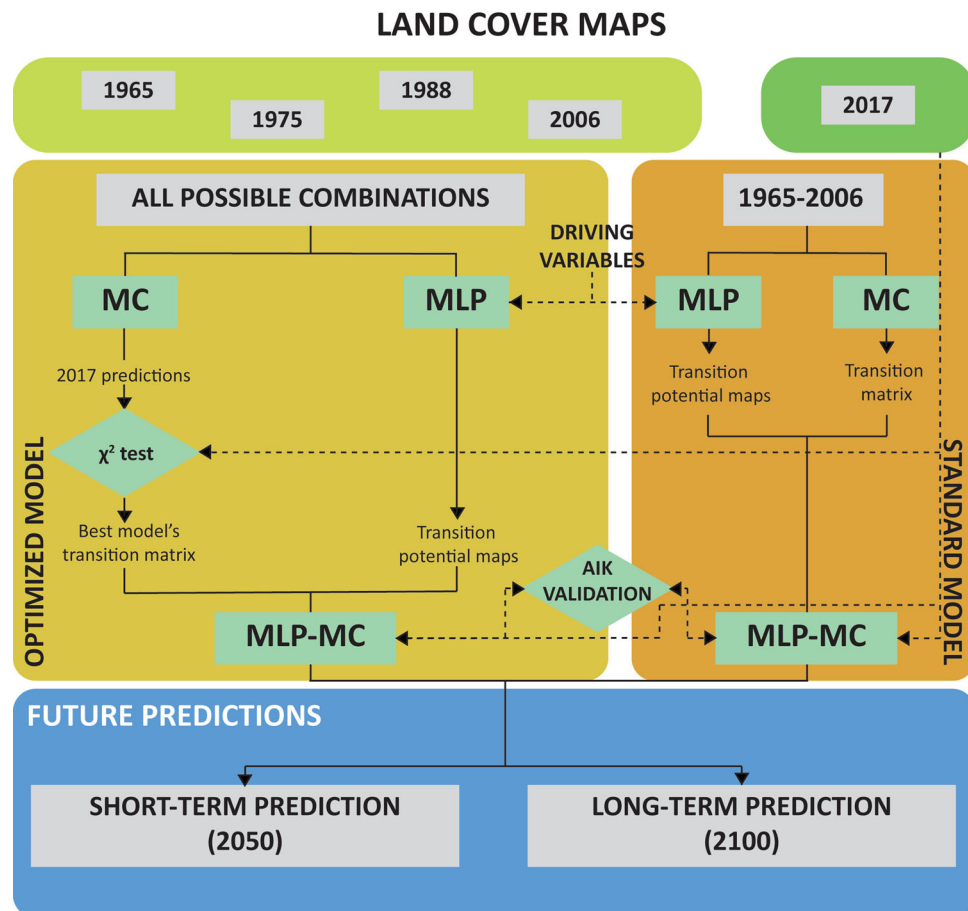 LAND COVER MAPS
1965
1975
1988
2006
2017
OPTIMIZED MODEL
ALL POSSIBLE COMBINATIONS
MC
MLP
2017 predictions
χ² test
Best model's
transition matrix
Transition
potential maps
MLP-MC
DRIVING
VARIABLES
AIK
VALIDATION
STANDARD MODEL
1965-2006
MLP
MC
Transition
potential maps
Transition
matrix
MLP-MC
FUTURE PREDICTIONS
SHORT-TERM PREDICTION
(2050)
LONG-TERM PREDICTION
(2100)